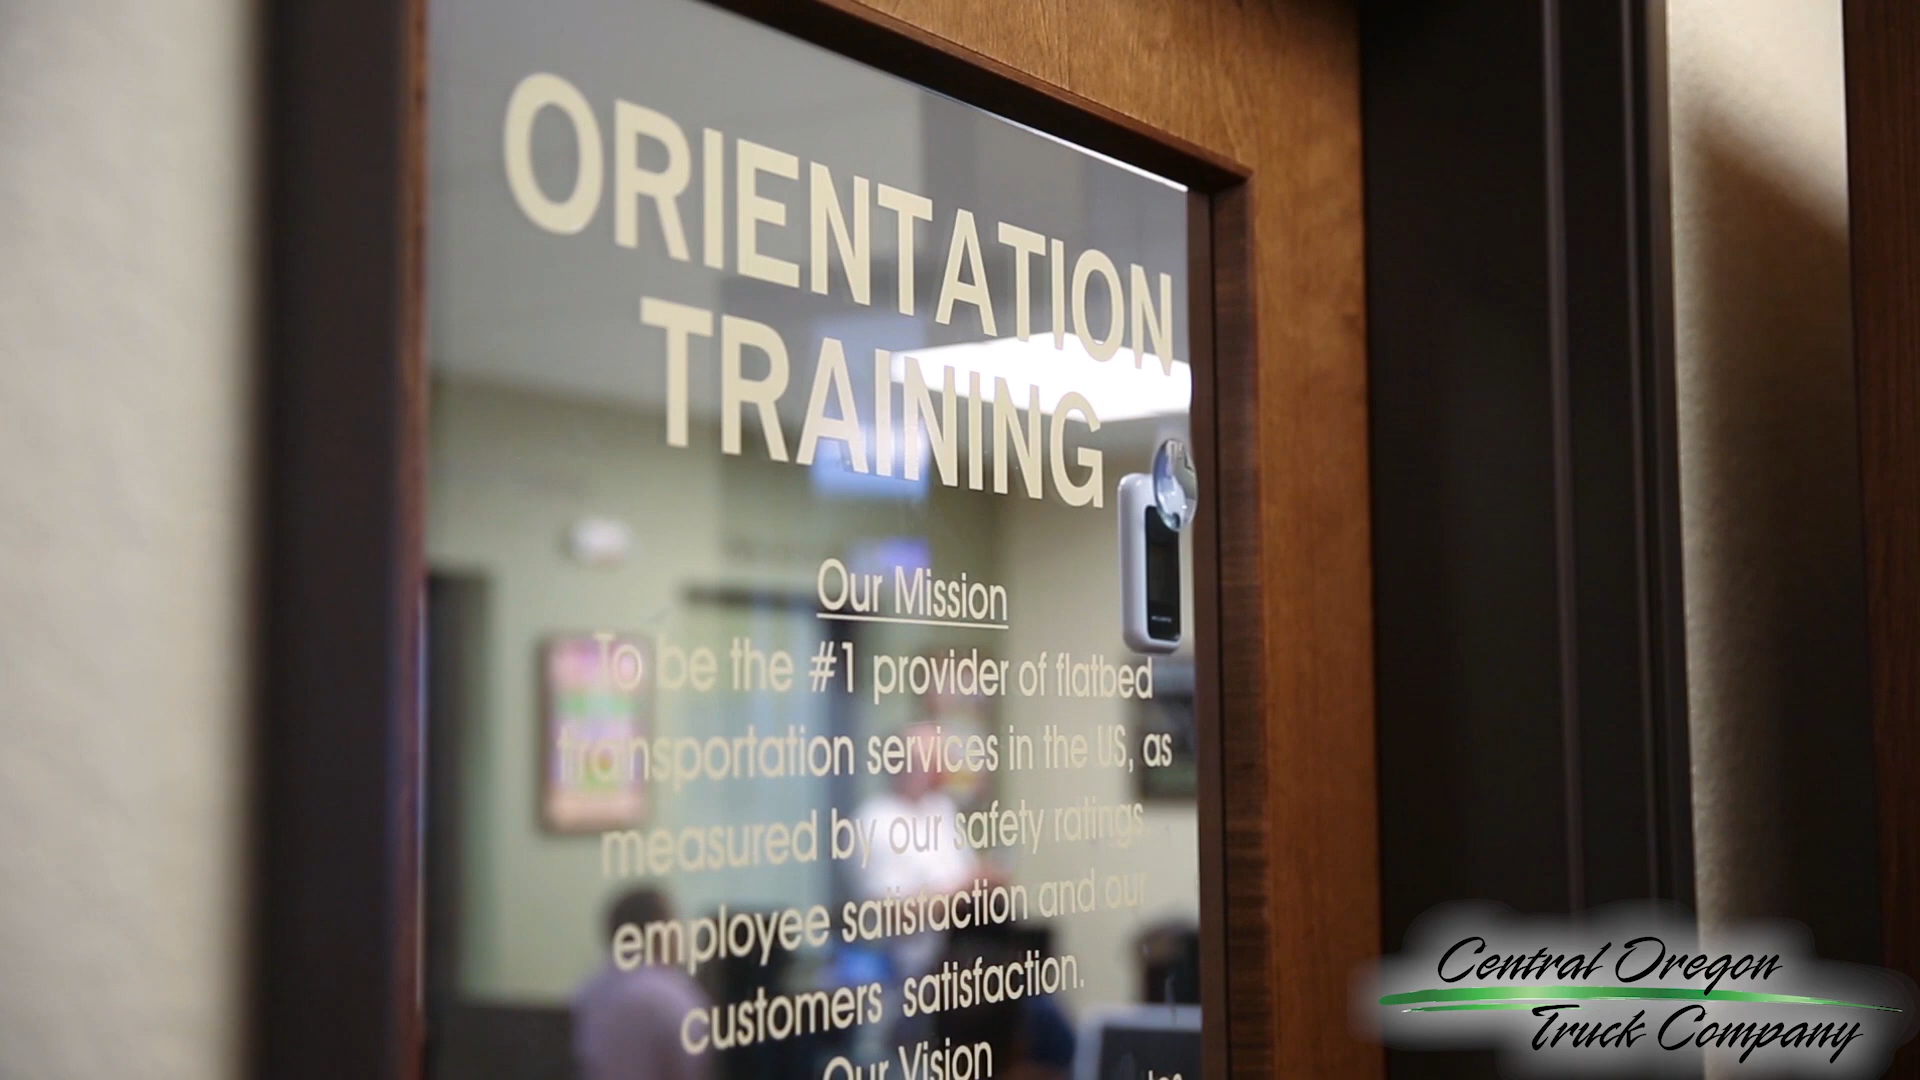 ORIENTATION
TRAINING
Our Mission
To be the #1 provider of flatbed
transportation services in the US, as
measured by our safety ratings,
employee satisfaction and our
customers satisfaction.
Our Vision
Central Oregon
Truck Company